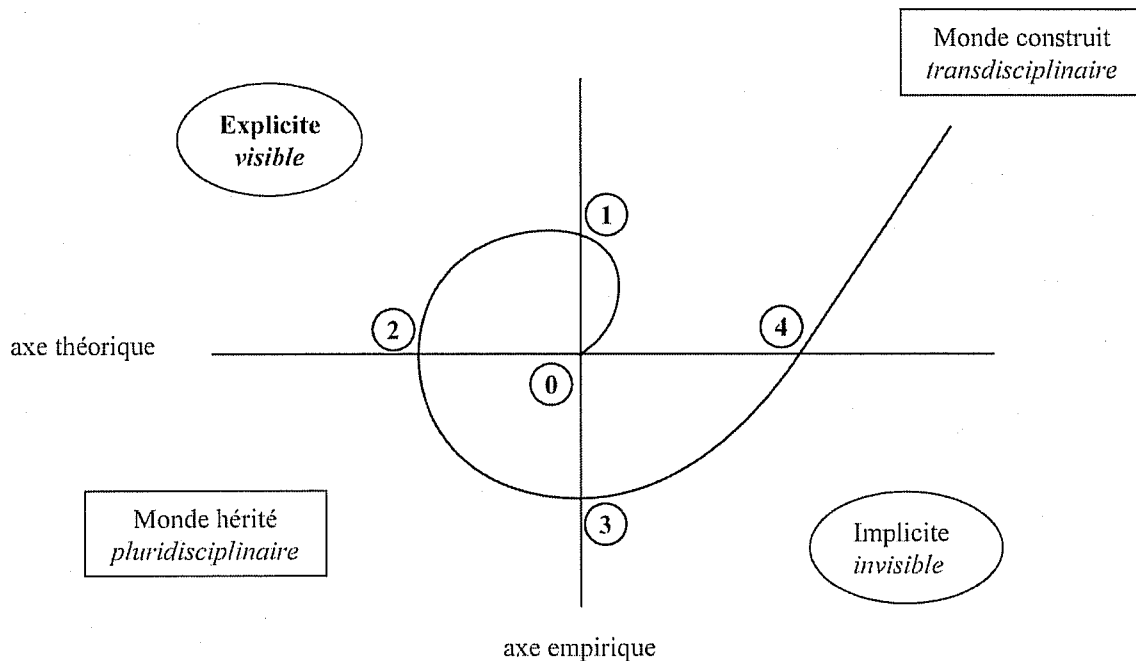 Monde construit
transdisciplinaire
Explicite
visible
1
2
4
axe théorique
0
Monde hérité
pluridisciplinaire
3
Implicite
invisible
axe empirique